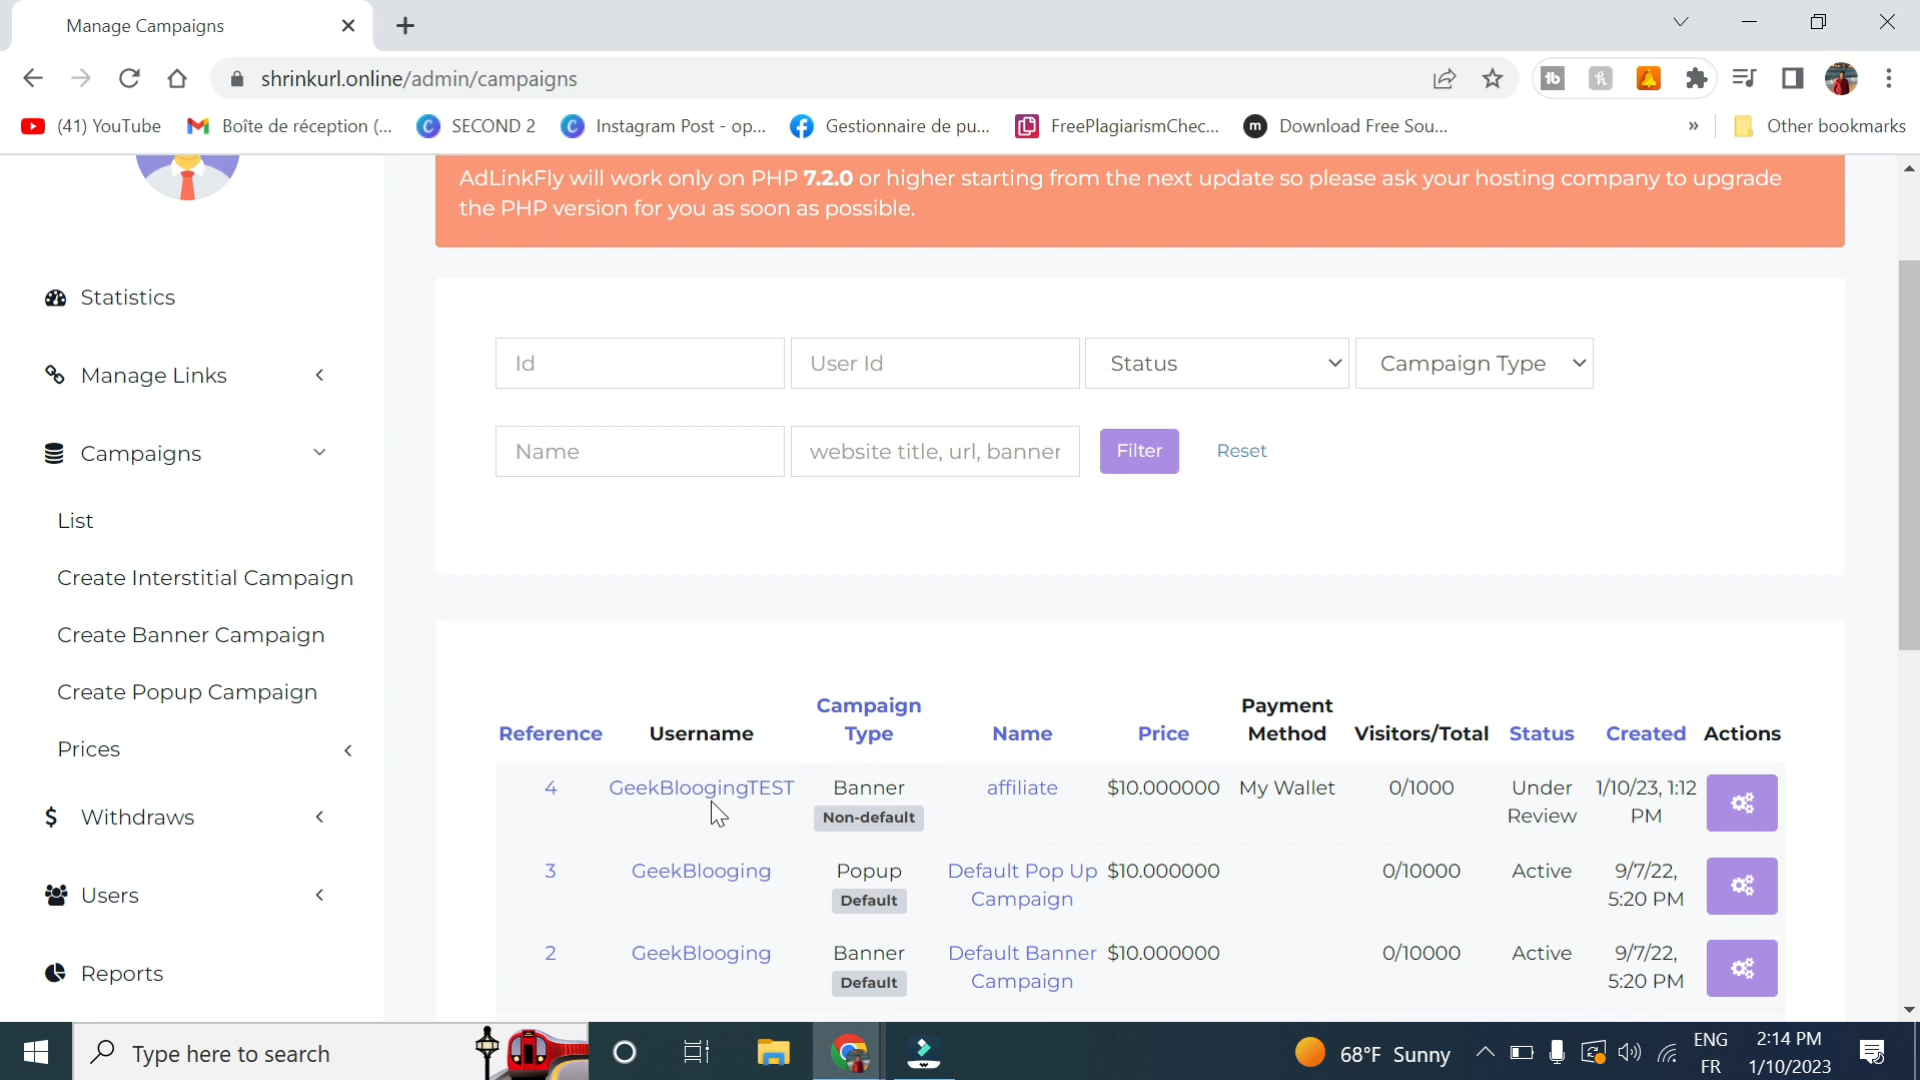 Manage Campaigns
shrinkurl.online/admin/campaigns
(41) YouTube
Boîte de réception (...
SECOND 2
Instagram Post - op...
Gestionnaire de pu...
FreePlagiarismChec...
Download Free Sou...
»
Other bookmarks
AdLinkFly will work only on PHP 7.2.0 or higher starting from the next update so please ask your hosting company to upgrade
the PHP version for you as soon as possible.
Statistics
Manage Links
Campaigns
List
Create Interstitial Campaign
Create Banner Campaign
Create Popup Campaign
Prices
Withdraws
Users
Reports
Id
User Id
Status
Campaign Type
Name
website title, url, banner
Filter
Reset
Reference Username Campaign Type Name Price Payment Method Visitors/Total Status Created Actions
4 GeekBloogingTEST Banner Non-default affiliate $10.000000 My Wallet 0/1000 Under Review 1/10/23, 1:12 PM
3 GeekBlooging Popup Default Default Pop Up Campaign $10.000000 0/10000 Active 9/7/22, 5:20 PM
2 GeekBlooging Banner Default Default Banner Campaign $10.000000 0/10000 Active 9/7/22, 5:20 PM
Type here to search
68°F Sunny
ENG
FR
2:14 PM
1/10/2023